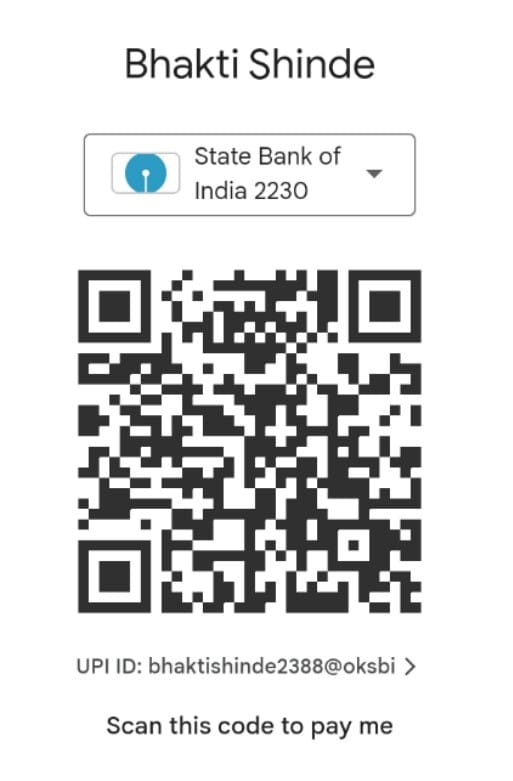 Bhakti Shinde
State Bank of
India 2230
UPI ID: bhaktishinde2388@oksbi >
Scan this code to pay me